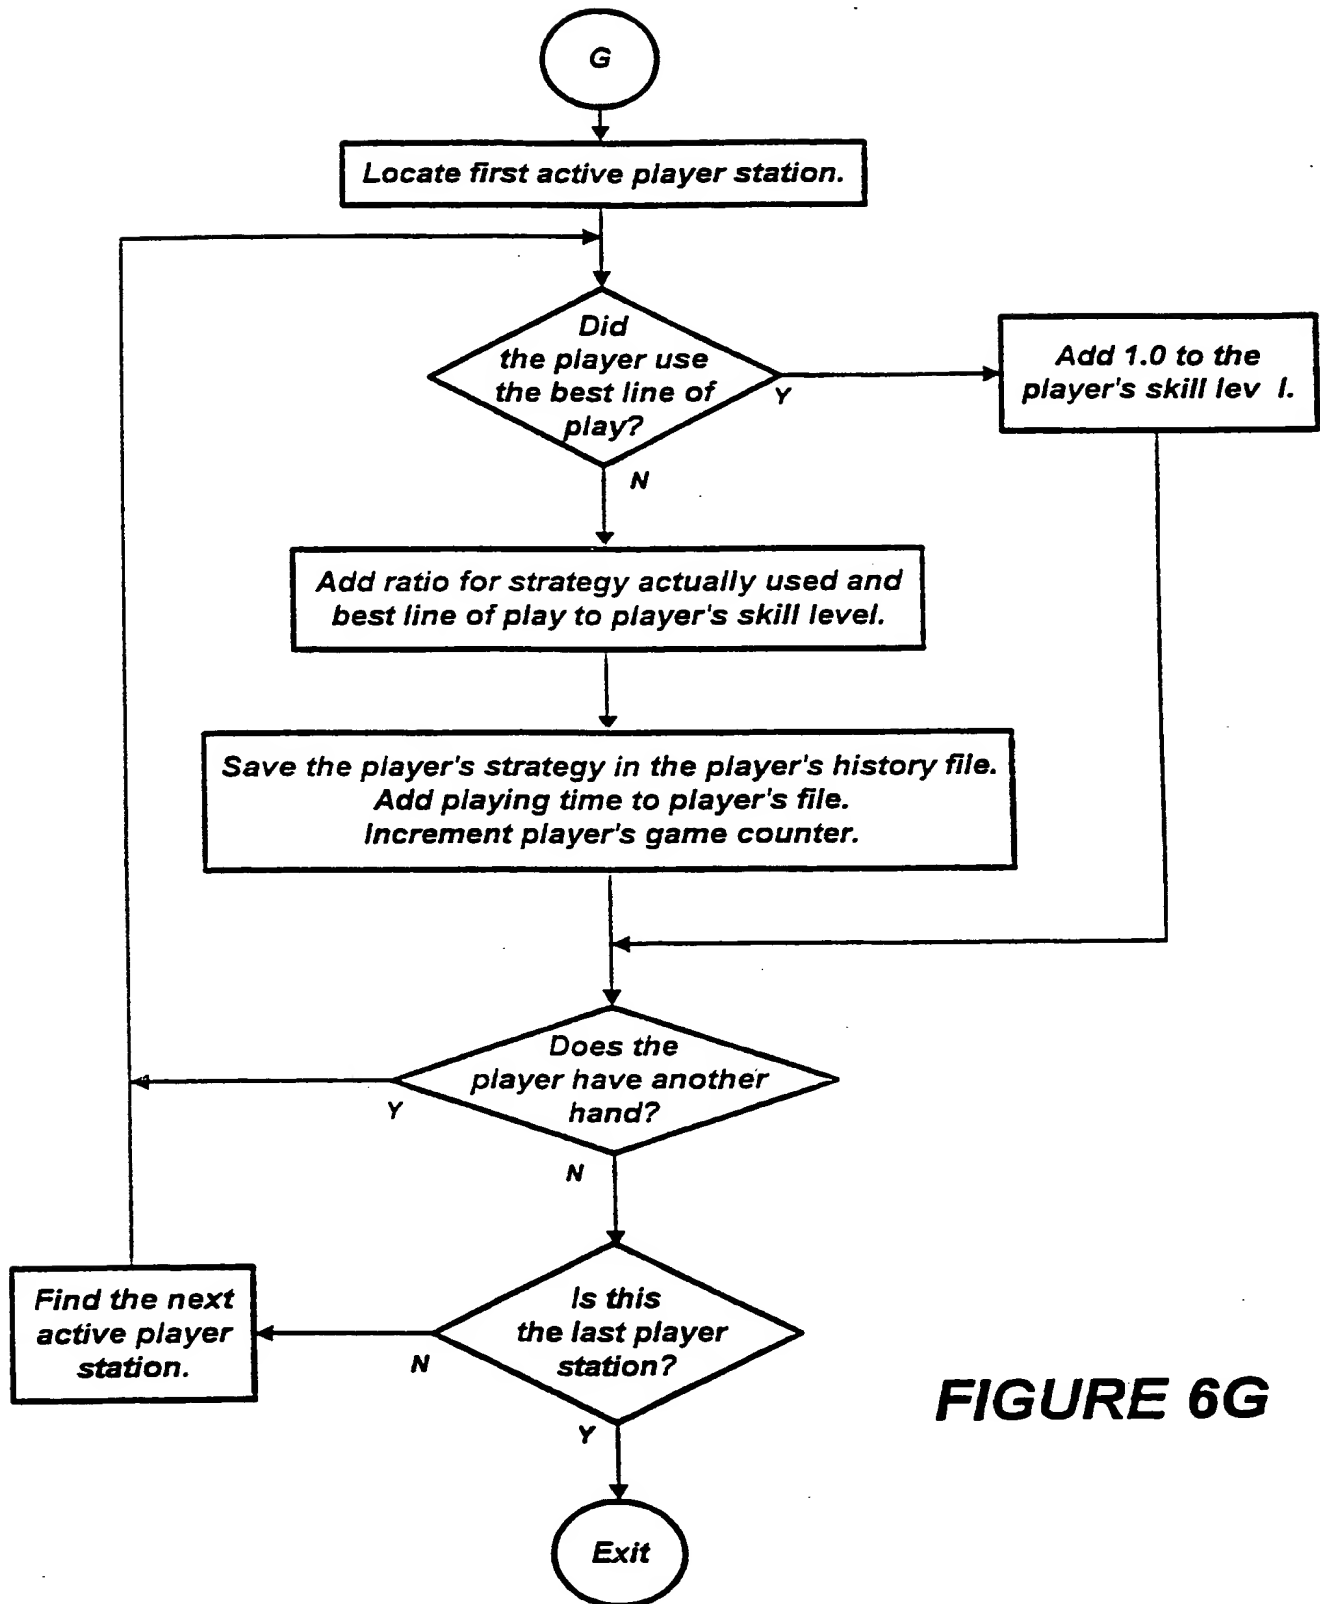 G
Locate first active player station.
Did
the player use
the best line of
play?
Y
Add 1.0 to the
player's skill lev l.
N
Add ratio for strategy actually used and
best line of play to player's skill level.
Save the player's strategy in the player's history file.
Add playing time to player's file.
Increment player's game counter.
Does the
player have another
hand?
Y
N
Is this
the last player
station?
N
Find the next
active player
station.
Y
Exit
FIGURE 6G